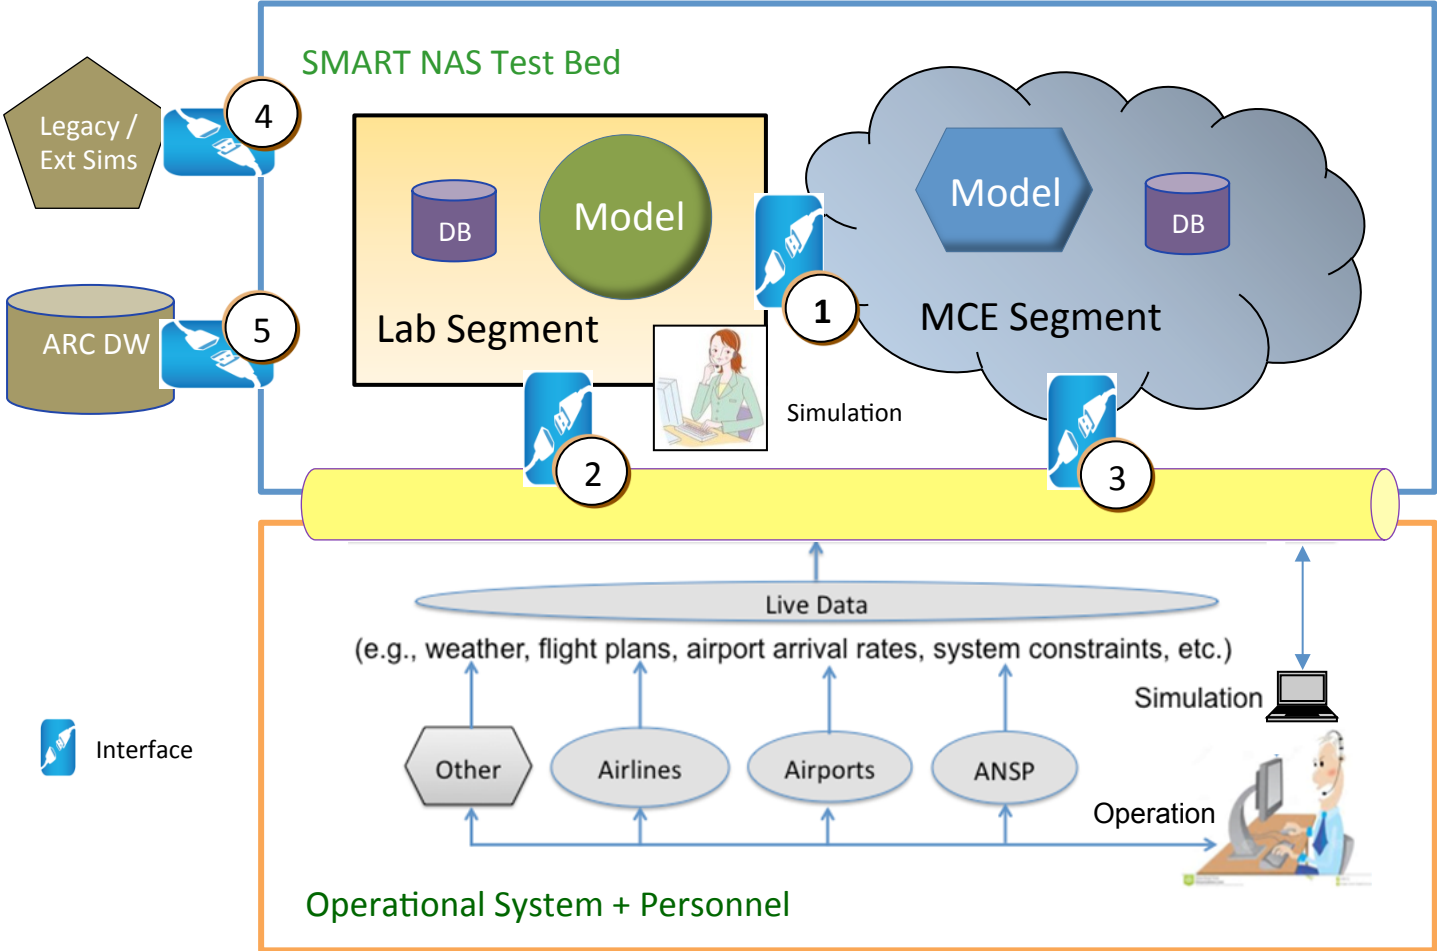 SMART NAS Test Bed
4
Legacy /
Ext Sims
Model
DB
Model
DB
1
Lab Segment
MCE Segment
5
ARC DW
Simulation
2
3
Live Data
(e.g., weather, flight plans, airport arrival rates, system constraints, etc.)
Simulation
Interface
Other
Airlines
Airports
ANSP
Operation
Operational System + Personnel